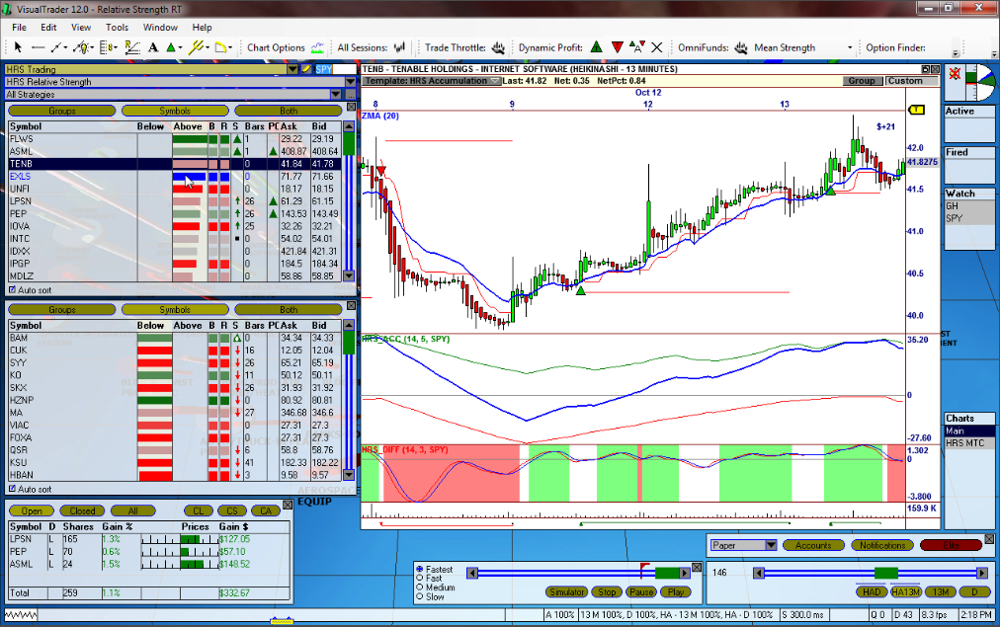 VisualTrader 12.0 - Relative Strength RT
File Edit View Tools Window Help
Chart Options All Sessions: Trade Throttle: Dynamic Profit: OmniFunds: Mean Strength Option Finder:
HRS Trading SPY
HRS Relative Strength
All Strategies
Groups Symbols Both
Symbol Below Above B R S Bars PC Ask Bid
FLWS 1 29.22 29.19
ASML 1 408.87 408.64
TENB 0 41.84 41.78
EXLS 0 71.77 71.66
UNFI 0 18.17 18.15
LPSN 26 61.29 61.15
PEP 25 143.53 143.49
IOVA 25 32.26 32.21
INTC 0 54.02 54.01
IDXX 0 421.84 421.31
IPGP 0 184.5 184.34
MDLZ 0 58.86 58.85
Auto sort
Groups Symbols Both
Symbol Below Above B R S Bars PC Ask Bid
BAM 0 34.34 34.33
CUK 16 12.05 12.04
SYY 26 65.21 65.19
KO 11 50.12 50.11
SKX 26 31.93 31.92
HZNP 0 80.92 80.81
MA 27 346.68 346.6
VIAC 0 27.31 27.3
FOXA 0 27.31 27.3
QSR 6 58.8 58.76
KSU 41 182.33 182.22
HBAN 3 9.58 9.57
Auto sort
AEROSPACE
EQUIP
Open Closed All CL CS CA
Symbol D Shares Gain % Prices Gain $
LPSN L 165 1.3% $127.05
PEP L 70 0.6% $57.10
ASML L 24 1.5% $148.52
Total 259 1.1% $332.67
TENB - TENABLE HOLDINGS - INTERNET SOFTWARE (HEIKINASHI - 13 MINUTES)
Template: HRS Accumulation Last: 41.82 Net: 0.35 NetPct: 0.84 Group Custom
Oct 12
8 9 12 13
T
ZMA (20)
$+21
42.0
41.8275
41.5
41.0
40.5
40.0
HRS_ACC (14, 5, SPY)
35.20
0
-27.60
HRS_DIFF (14, 3, SPY)
1.302
0
-3.800
159.9 K
Active
Fired
Watch
GH
SPY
Charts
Main
HRS MTC
Paper Accounts Notifications
Fastest
Fast
Medium
Slow
Simulator Stop Pause Play
146
HAD HA13M 13M D
A 100% 13 M 100%, D 100%, HA - 13 M 100%, HA - D 100% S 300.0 ms Q 0 D 43 8.3 fps 2:18 PM